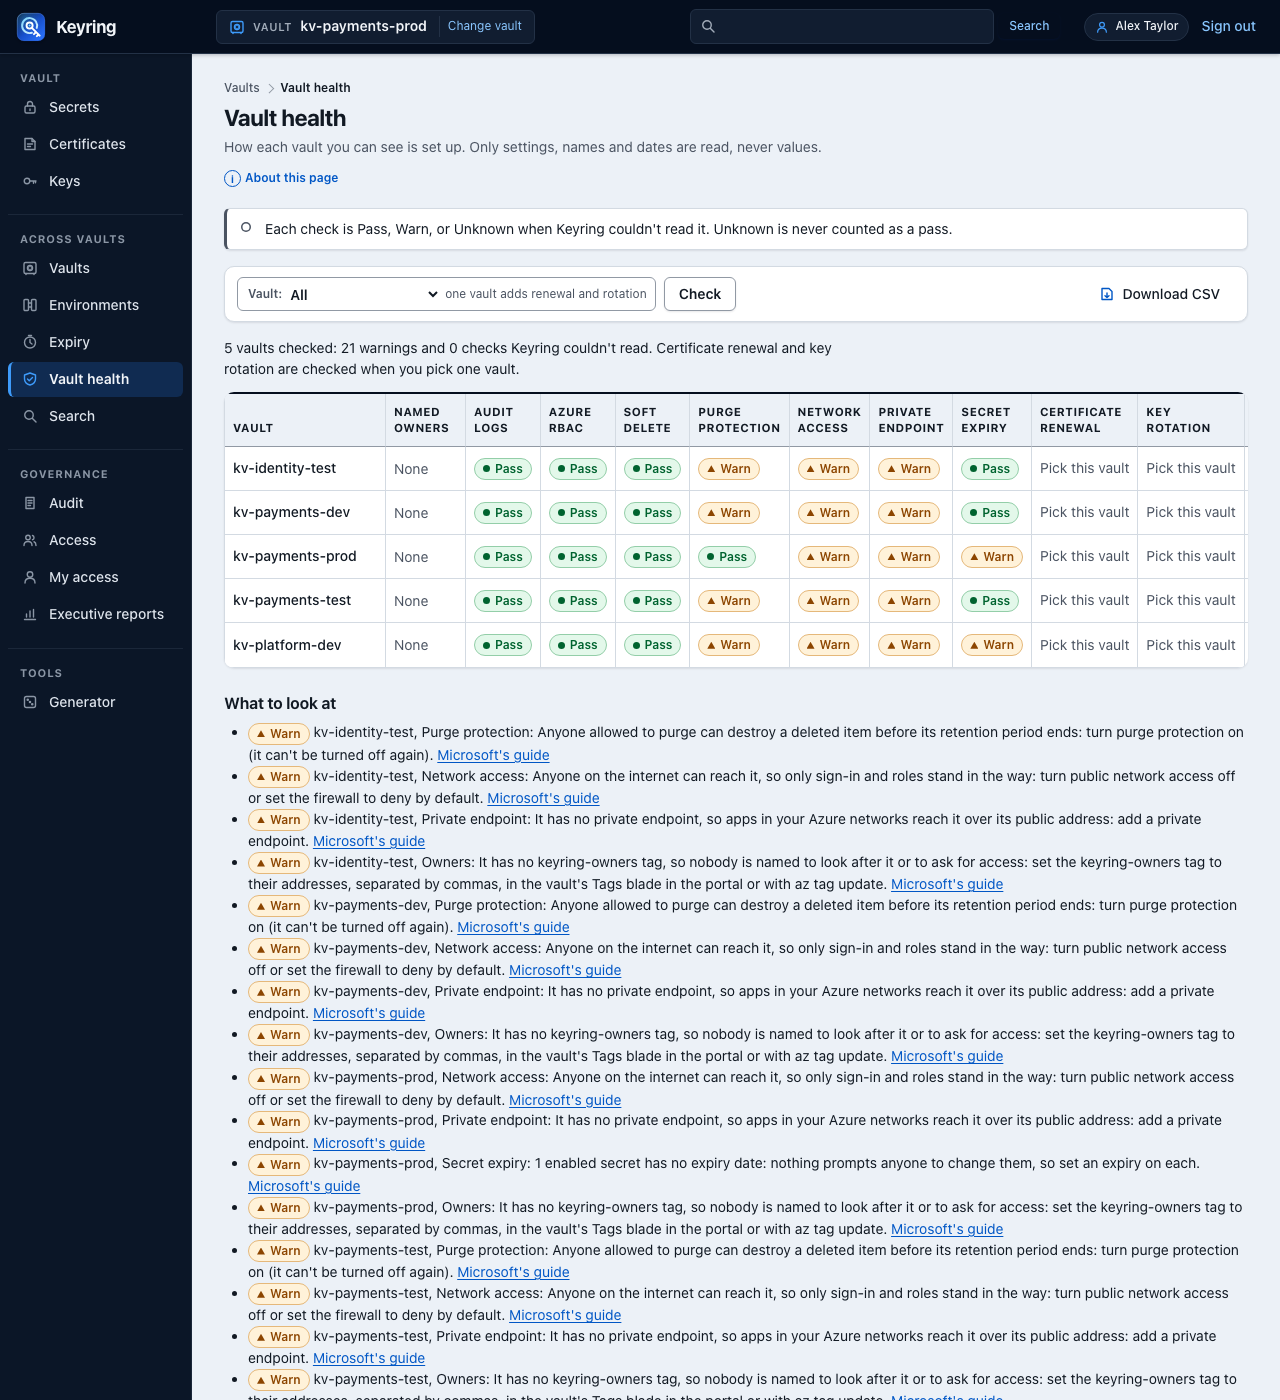 Keyring
VAULT kv-payments-prod Change vault
Search
Alex Taylor
Sign out
VAULT
Secrets
Certificates
Keys
ACROSS VAULTS
Vaults
Environments
Expiry
Vault health
Search
GOVERNANCE
Audit
Access
My access
Executive reports
TOOLS
Generator
Vaults > Vault health
Vault health
How each vault you can see is set up. Only settings, names and dates are read, never values.
About this page
Each check is Pass, Warn, or Unknown when Keyring couldn't read it. Unknown is never counted as a pass.
Vault: All one vault adds renewal and rotation Check Download CSV
5 vaults checked: 21 warnings and 0 checks Keyring couldn't read. Certificate renewal and key
rotation are checked when you pick one vault.
VAULT NAMED OWNERS AUDIT LOGS AZURE RBAC SOFT DELETE PURGE PROTECTION NETWORK ACCESS PRIVATE ENDPOINT SECRET EXPIRY CERTIFICATE RENEWAL KEY ROTATION
kv-identity-test None Pass Pass Pass Warn Warn Warn Pass Pick this vault Pick this vault
kv-payments-dev None Pass Pass Pass Warn Warn Warn Pass Pick this vault Pick this vault
kv-payments-prod None Pass Pass Pass Pass Warn Warn Warn Pick this vault Pick this vault
kv-payments-test None Pass Pass Pass Warn Warn Warn Pass Pick this vault Pick this vault
kv-platform-dev None Pass Pass Pass Warn Warn Warn Warn Pick this vault Pick this vault
What to look at
Warn kv-identity-test, Purge protection: Anyone allowed to purge can destroy a deleted item before its retention period ends: turn purge protection on
(it can't be turned off again). Microsoft's guide
Warn kv-identity-test, Network access: Anyone on the internet can reach it, so only sign-in and roles stand in the way: turn public network access off
or set the firewall to deny by default. Microsoft's guide
Warn kv-identity-test, Private endpoint: It has no private endpoint, so apps in your Azure networks reach it over its public address: add a private
endpoint. Microsoft's guide
Warn kv-identity-test, Owners: It has no keyring-owners tag, so nobody is named to look after it or to ask for access: set the keyring-owners tag to
their addresses, separated by commas, in the vault's Tags blade in the portal or with az tag update. Microsoft's guide
Warn kv-payments-dev, Purge protection: Anyone allowed to purge can destroy a deleted item before its retention period ends: turn purge protection
on (it can't be turned off again). Microsoft's guide
Warn kv-payments-dev, Network access: Anyone on the internet can reach it, so only sign-in and roles stand in the way: turn public network access
off or set the firewall to deny by default. Microsoft's guide
Warn kv-payments-dev, Private endpoint: It has no private endpoint, so apps in your Azure networks reach it over its public address: add a private
endpoint. Microsoft's guide
Warn kv-payments-dev, Owners: It has no keyring-owners tag, so nobody is named to look after it or to ask for access: set the keyring-owners tag to
their addresses, separated by commas, in the vault's Tags blade in the portal or with az tag update. Microsoft's guide
Warn kv-payments-prod, Network access: Anyone on the internet can reach it, so only sign-in and roles stand in the way: turn public network access
off or set the firewall to deny by default. Microsoft's guide
Warn kv-payments-prod, Private endpoint: It has no private endpoint, so apps in your Azure networks reach it over its public address: add a private
endpoint. Microsoft's guide
Warn kv-payments-prod, Secret expiry: 1 enabled secret has no expiry date: nothing prompts anyone to change them, so set an expiry on each.
Microsoft's guide
Warn kv-payments-prod, Owners: It has no keyring-owners tag, so nobody is named to look after it or to ask for access: set the keyring-owners tag to
their addresses, separated by commas, in the vault's Tags blade in the portal or with az tag update. Microsoft's guide
Warn kv-payments-test, Purge protection: Anyone allowed to purge can destroy a deleted item before its retention period ends: turn purge protection
on (it can't be turned off again). Microsoft's guide
Warn kv-payments-test, Network access: Anyone on the internet can reach it, so only sign-in and roles stand in the way: turn public network access
off or set the firewall to deny by default. Microsoft's guide
Warn kv-payments-test, Private endpoint: It has no private endpoint, so apps in your Azure networks reach it over its public address: add a private
endpoint. Microsoft's guide
Warn kv-payments-test, Owners: It has no keyring-owners tag, so nobody is named to look after it or to ask for access: set the keyring-owners tag to